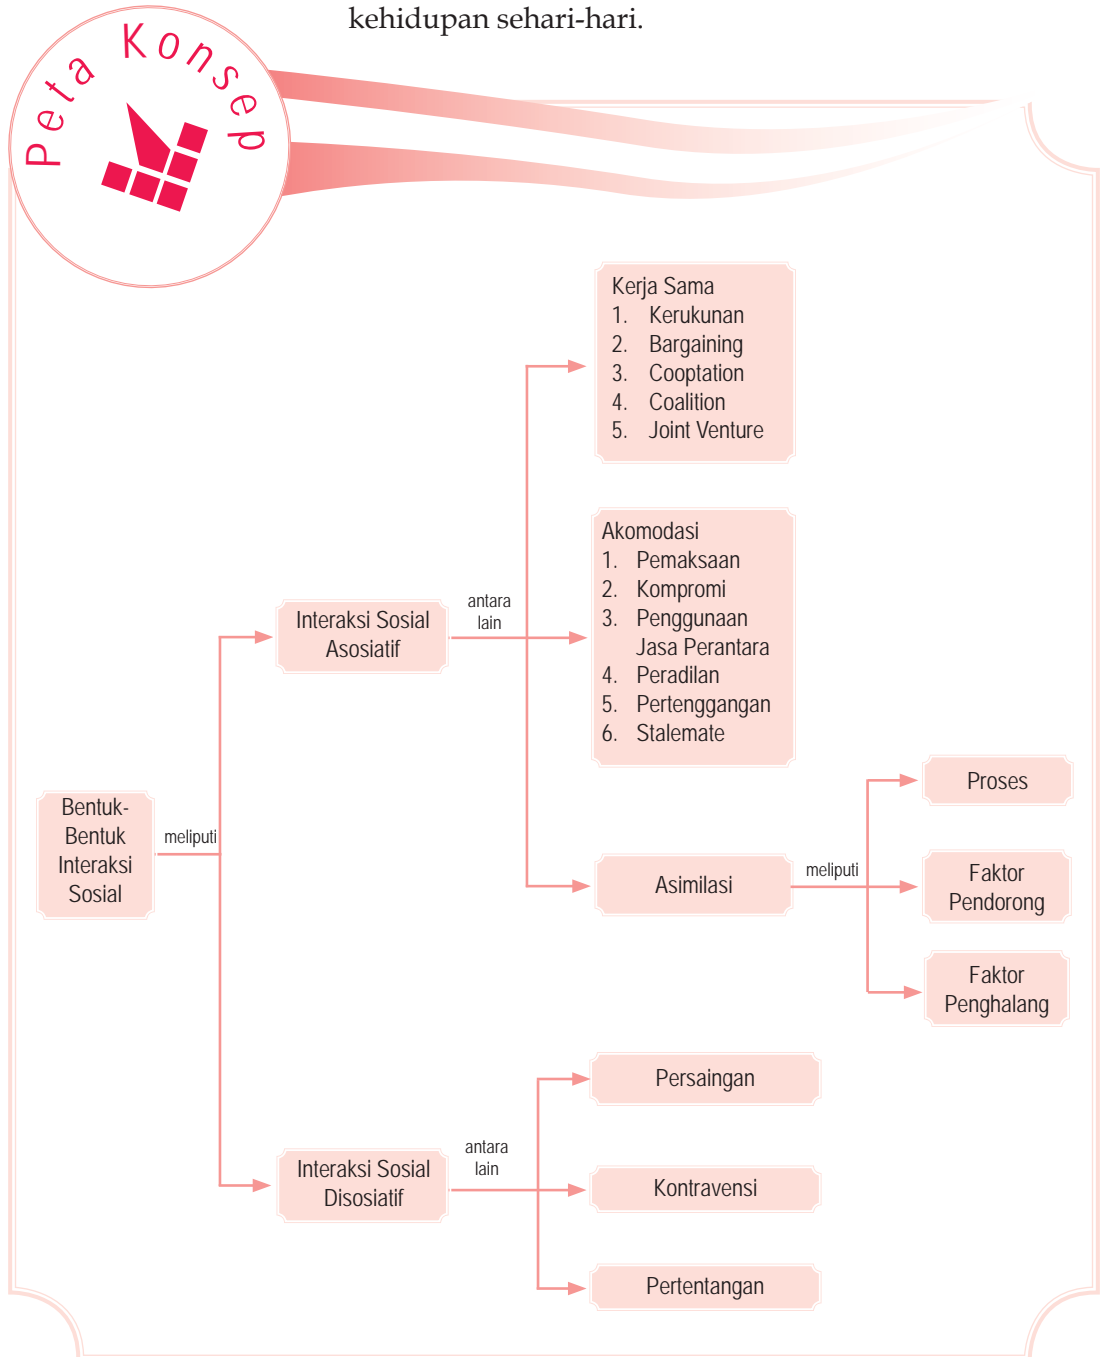 kehidupan sehari-hari.
Peta Konsep
Kerja Sama
1. Kerukunan
2. Bargaining
3. Cooptation
4. Coalition
5. Joint Venture
Akomodasi
1. Pemaksaan
2. Kompromi
3. Penggunaan
Jasa Perantara
4. Peradilan
5. Pertenggangan
6. Stalemate
antara
lain
Interaksi Sosial
Asosiatif
Bentuk-
Bentuk
Interaksi
Sosial
meliputi
Asimilasi
meliputi
Proses
Faktor
Pendorong
Faktor
Penghalang
Interaksi Sosial
Disosiatif
antara
lain
Persaingan
Kontravensi
Pertentangan